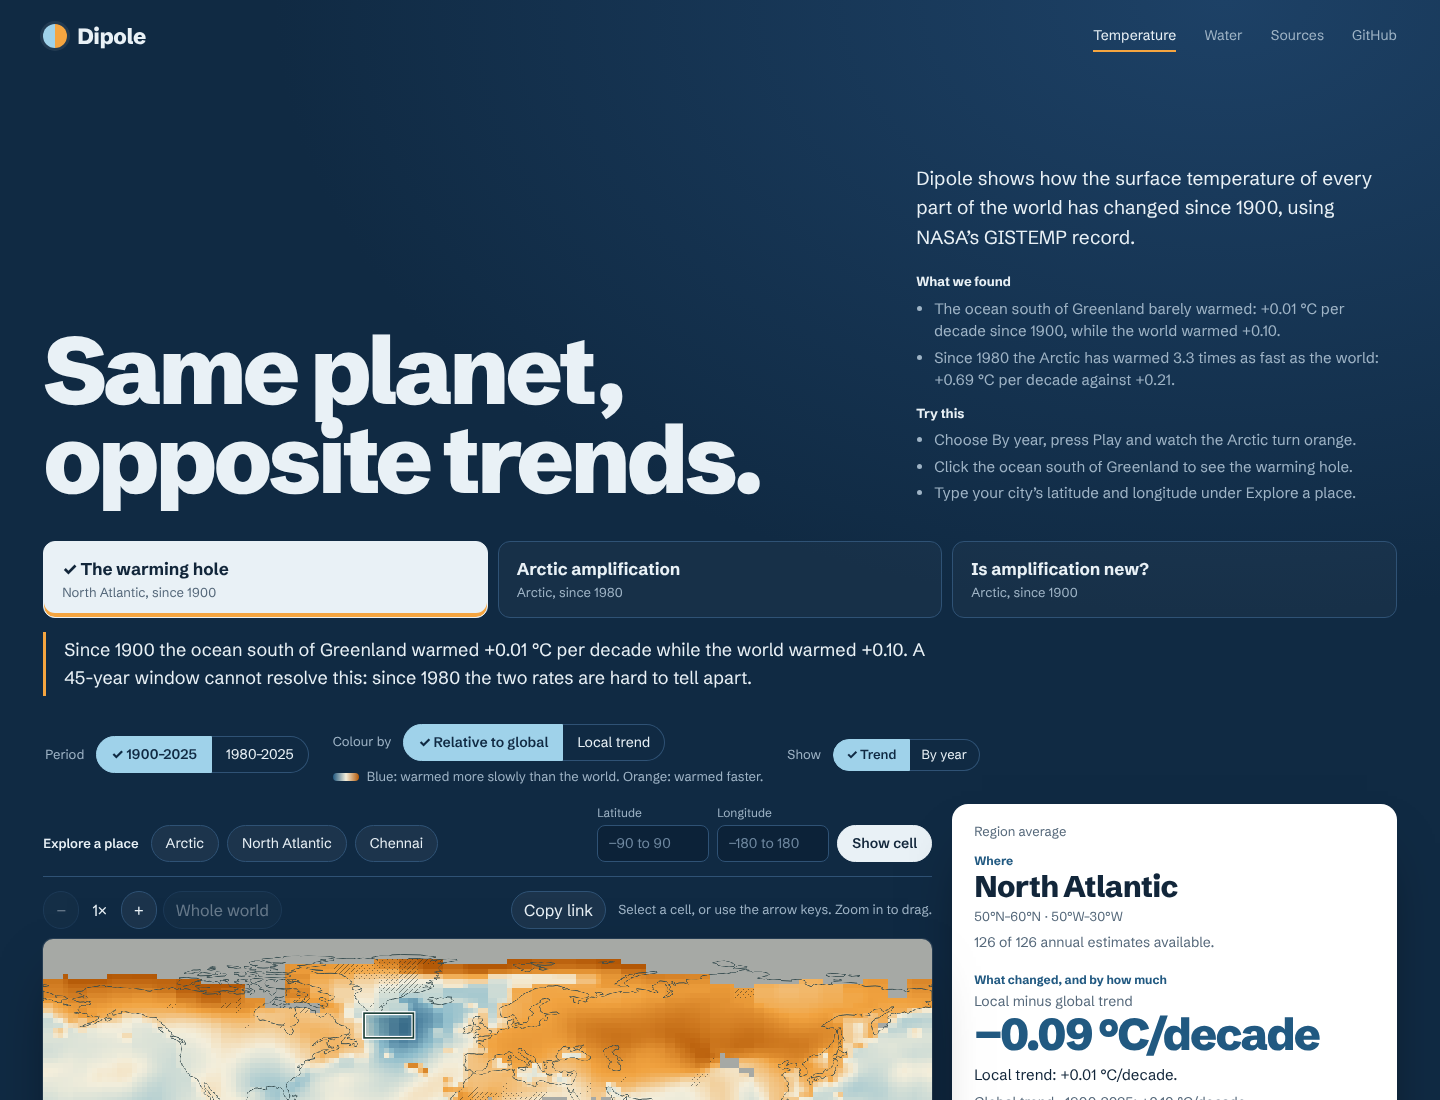 Dipole
Temperature
Water
Sources
GitHub
Dipole shows how the surface temperature of every
part of the world has changed since 1900, using
NASA’s GISTEMP record.
What we found
• The ocean south of Greenland barely warmed: +0.01 °C per
decade since 1900, while the world warmed +0.10.
• Since 1980 the Arctic has warmed 3.3 times as fast as the world:
+0.69 °C per decade against +0.21.
Try this
• Choose By year, press Play and watch the Arctic turn orange.
• Click the ocean south of Greenland to see the warming hole.
• Type your city’s latitude and longitude under Explore a place.
Same planet,
opposite trends.
✓ The warming hole
North Atlantic, since 1900
Arctic amplification
Arctic, since 1980
Is amplification new?
Arctic, since 1900
Since 1900 the ocean south of Greenland warmed +0.01 °C per decade while the world warmed +0.10. A
45-year window cannot resolve this: since 1980 the two rates are hard to tell apart.
Period
✓ 1900–2025
1980–2025
Colour by
✓ Relative to global
Local trend
Blue: warmed more slowly than the world. Orange: warmed faster.
Show
✓ Trend
By year
Explore a place
Arctic
North Atlantic
Chennai
Latitude
−90 to 90
Longitude
−180 to 180
Show cell
−
1×
+
Whole world
Copy link
Select a cell, or use the arrow keys. Zoom in to drag.
Region average
Where
North Atlantic
50°N–60°N · 50°W–30°W
126 of 126 annual estimates available.
What changed, and by how much
Local minus global trend
−0.09 °C/decade
Local trend: +0.01 °C/decade.